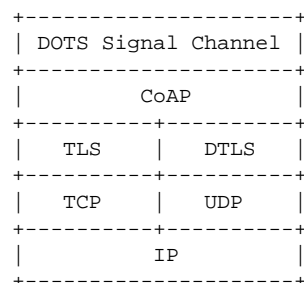 +---------------------+
| DOTS Signal Channel |
+---------------------+
|         CoAP        |
+----------+----------+
|   TLS    |   DTLS   |
+----------+----------+
|   TCP    |   UDP    |
+----------+----------+
|          IP         |
+---------------------+